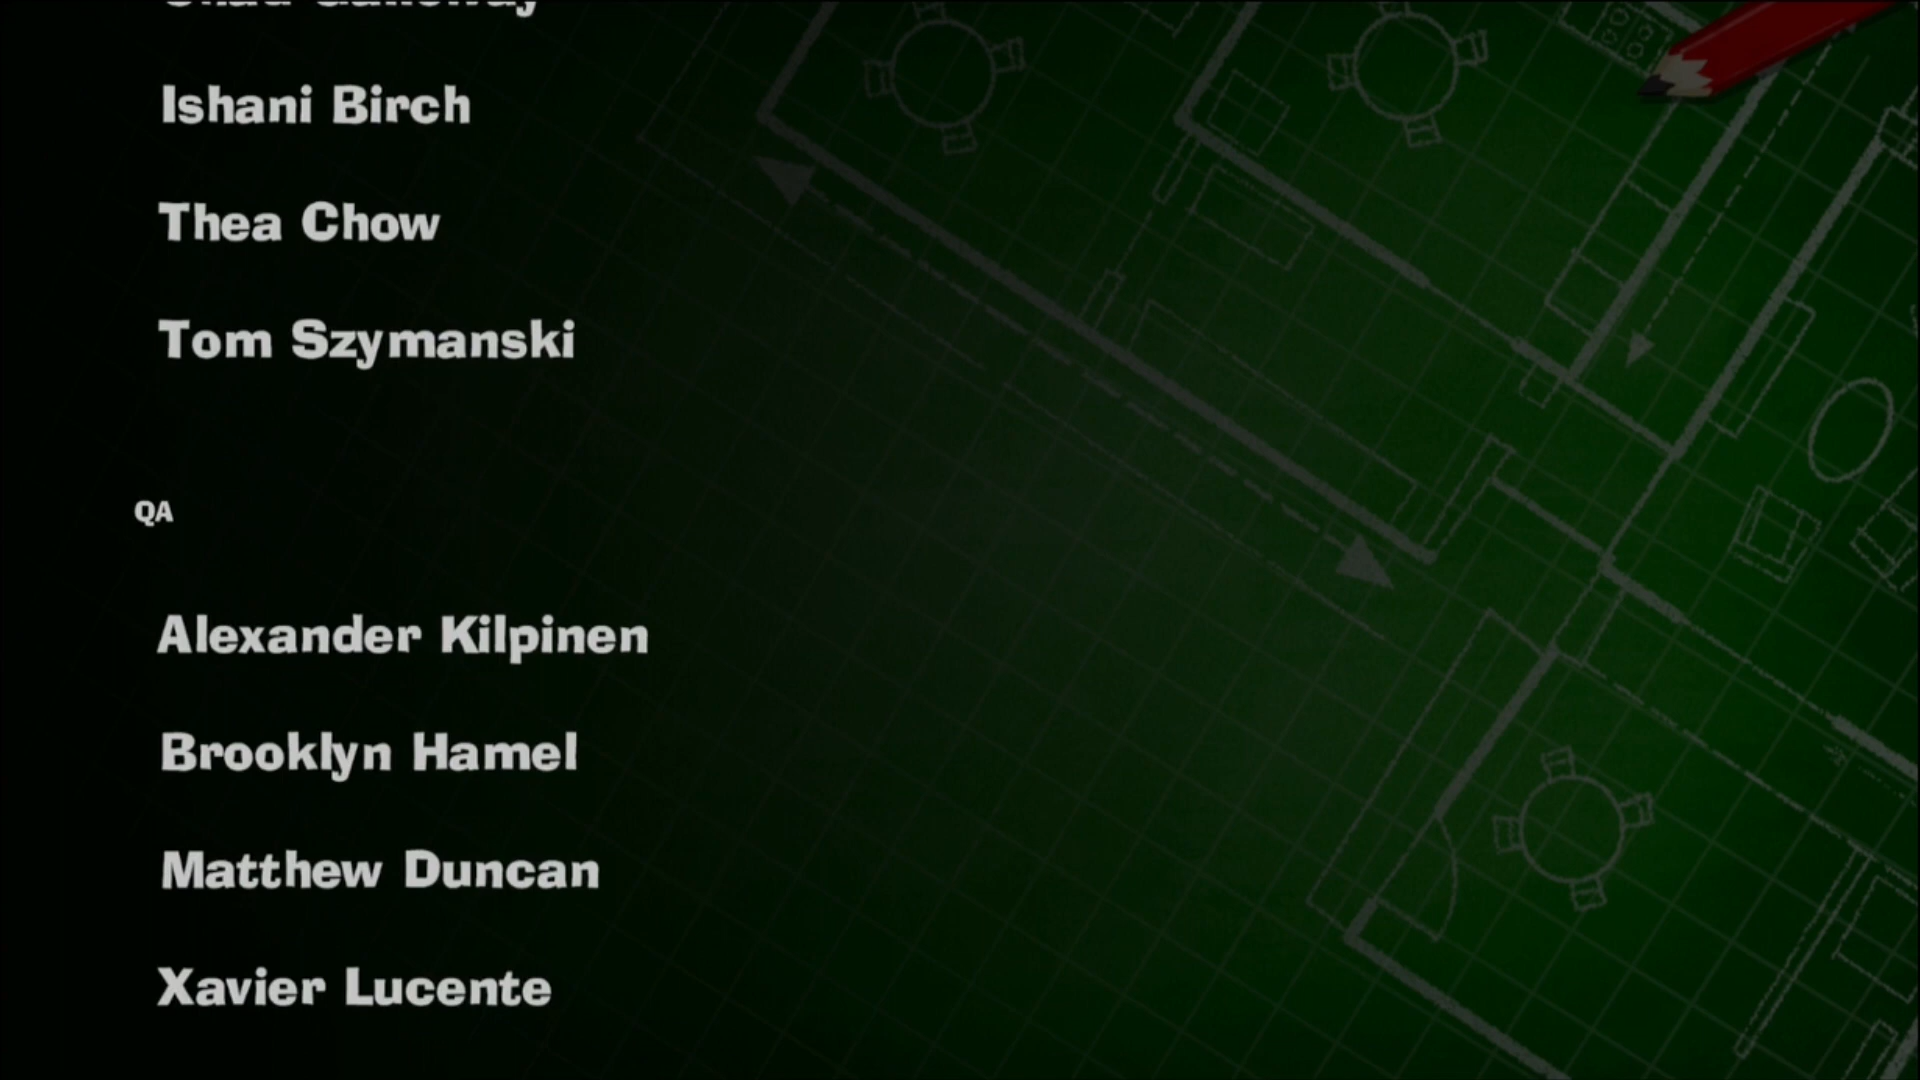 Ishani Birch
Thea Chow
Tom Szymanski
QA
Alexander Kilpinen
Brooklyn Hamel
Matthew Duncan
Xavier Lucente